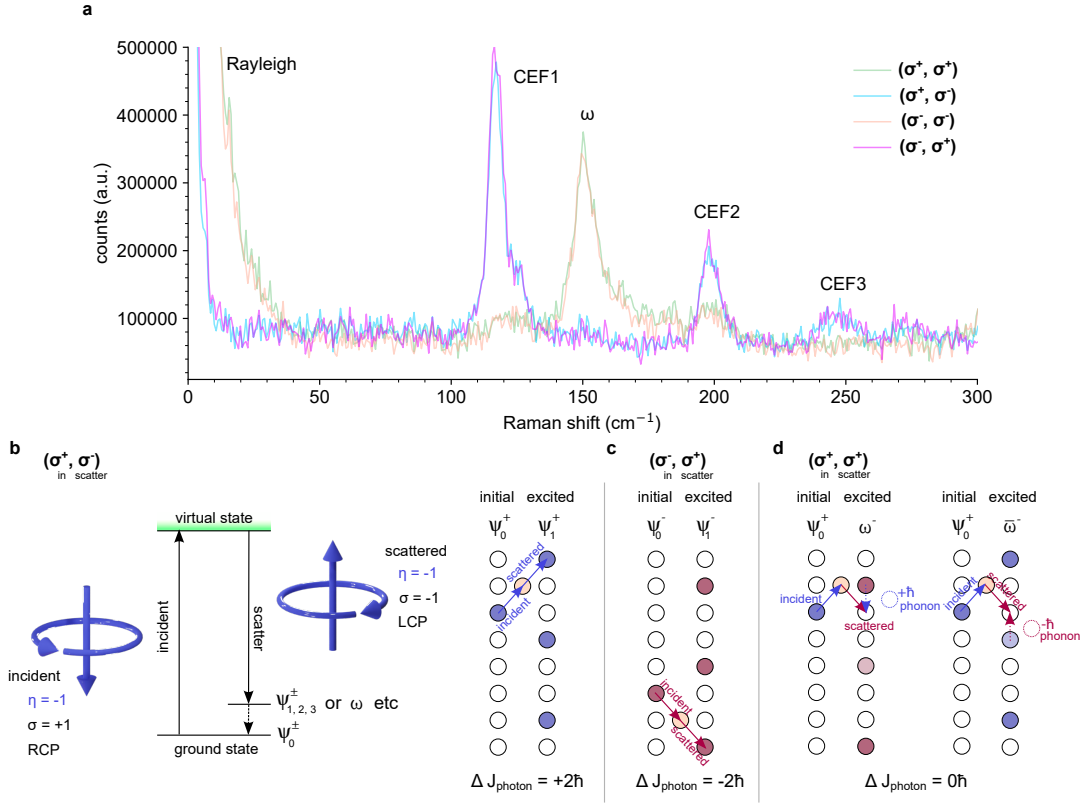 a
500000
400000
300000
200000
100000
counts (a.u.)
0
50
100
150
200
250
300
Raman shift (cm⁻¹)
Rayleigh
CEF1
ω
CEF2
CEF3
(σ⁺, σ⁺)
(σ⁺, σ⁻)
(σ⁻, σ⁻)
(σ⁻, σ⁺)
b
(σ⁺, σ⁻)
in scatter
virtual state
incident
scatter
ground state
ψ±1, 2, 3 or ω etc
ψ±0
incident
η = -1
σ = +1
RCP
scattered
η = -1
σ = -1
LCP
initial excited
ψ⁺0 ψ⁺1
incident
scattered
Δ Jphoton = +2ħ
c
(σ⁻, σ⁺)
in scatter
initial excited
ψ⁻0 ψ⁻1
incident
scattered
Δ Jphoton = -2ħ
d
(σ⁺, σ⁺)
in scatter
initial excited
ψ⁺0 ω⁻
incident
scattered
+ħ
phonon
initial excited
ψ⁺0 ω̅⁻
incident
scattered
-ħ
phonon
Δ Jphoton = 0ħ